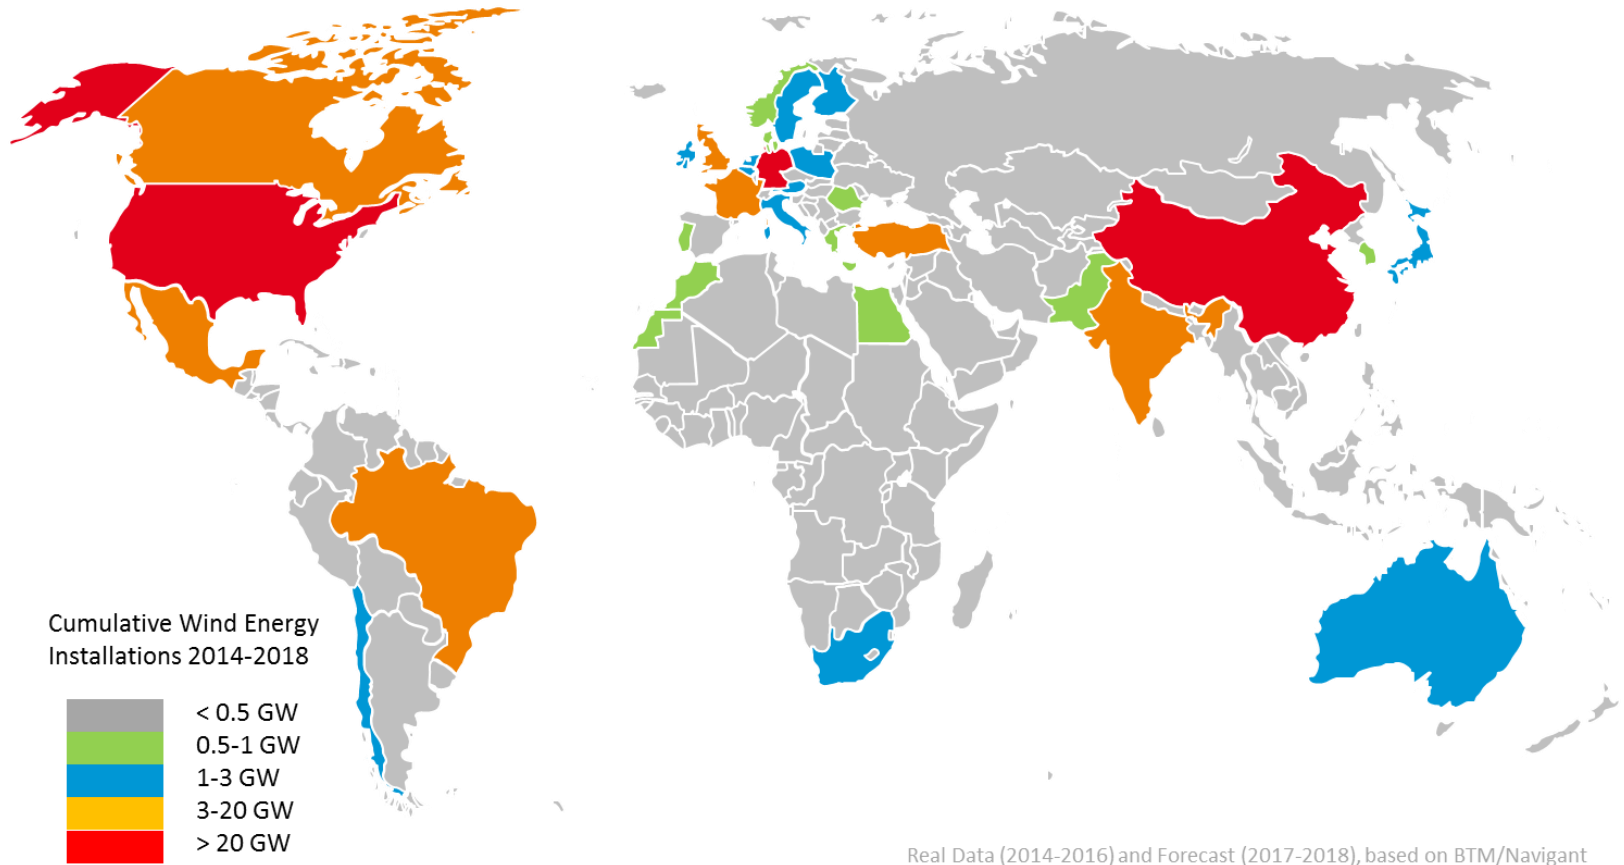 Cumulative Wind Energy
Installations 2014-2018
< 0.5 GW
0.5-1 GW
1-3 GW
3-20 GW
> 20 GW
Real Data (2014-2016) and Forecast (2017-2018), based on BTM/Navigant